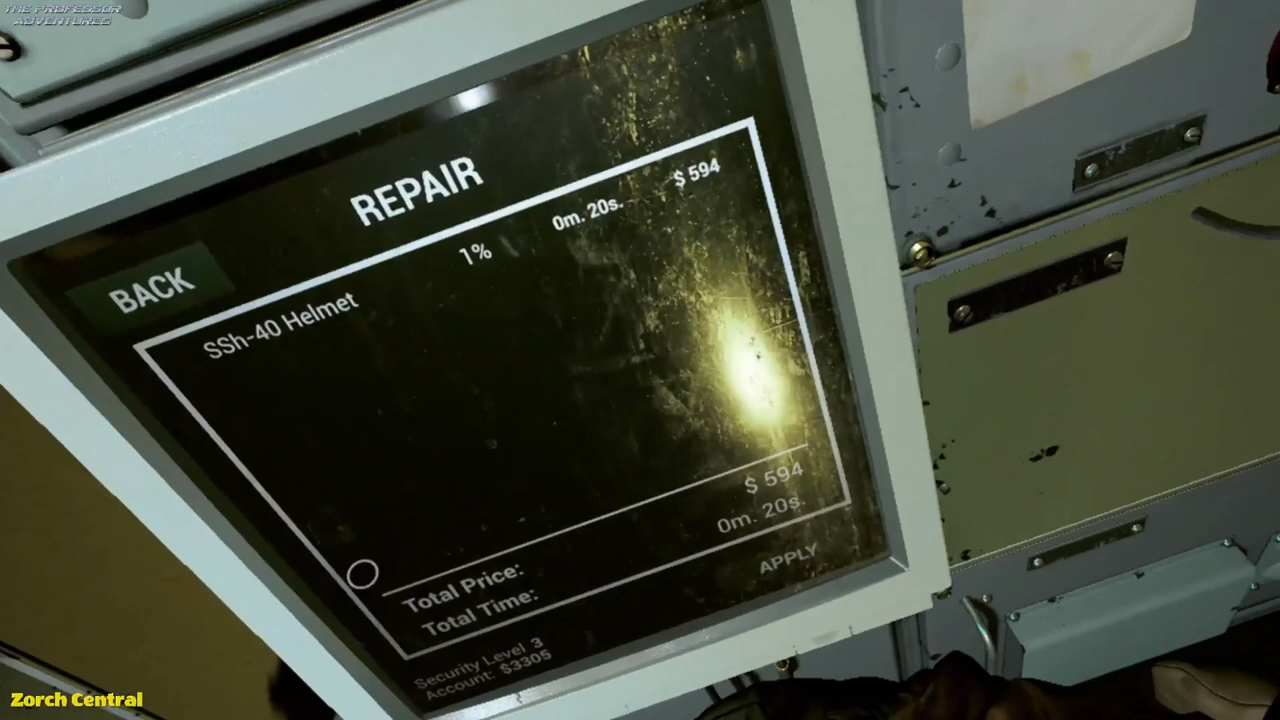 THE PROFESSOR
ADVENTURES
REPAIR
BACK
SSh-40 Helmet 1% 0m. 20s. $ 594
Total Price: $ 594
Total Time: 0m. 20s.
APPLY
Security Level 3
Account: $3305
Zorch Central